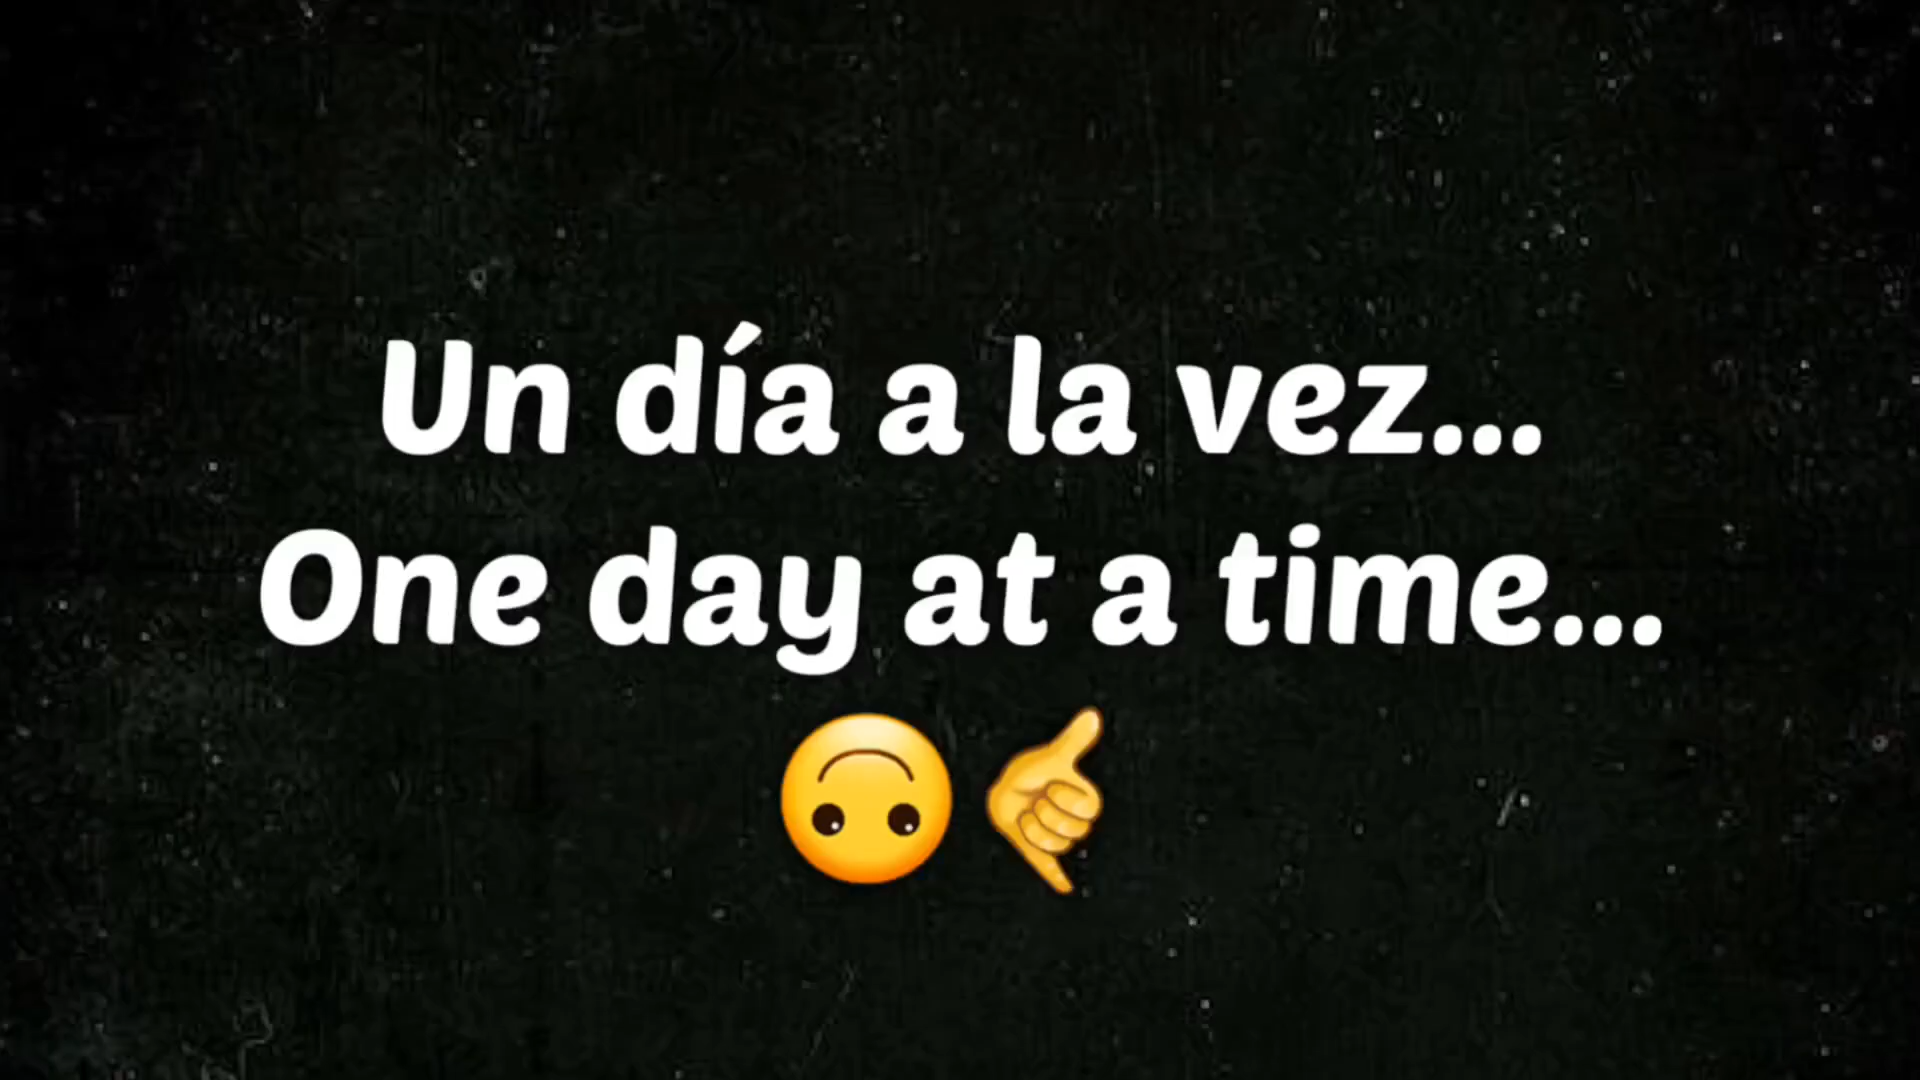 Un día a la vez...
One day at a time...
🙃🤙